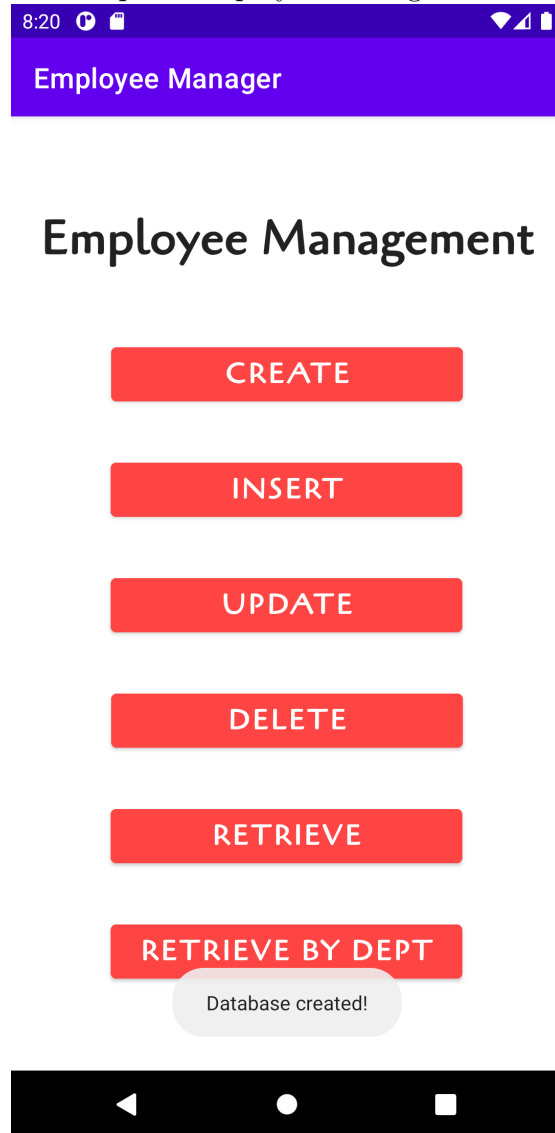 8:20
Employee Manager
Employee Management
CREATE
INSERT
UPDATE
DELETE
RETRIEVE
RETRIEVE BY DEPT
Database created!